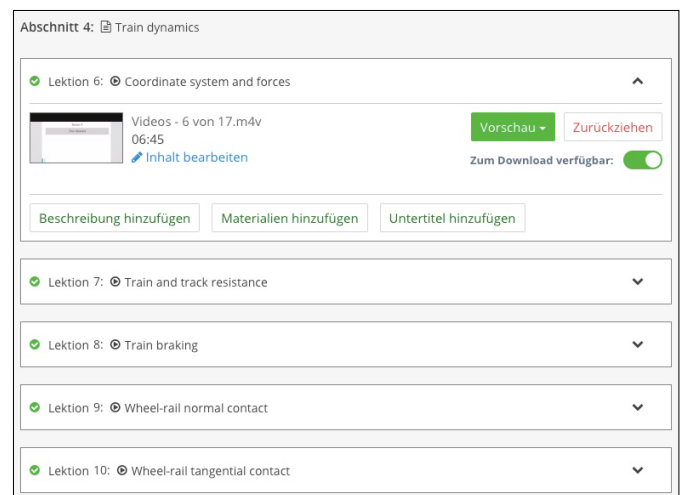 Abschnitt 4: Train dynamics
Lektion 6: Coordinate system and forces
Videos - 6 von 17.m4v
06:45
Inhalt bearbeiten
Vorschau
Zurückziehen
Zum Download verfügbar:
Beschreibung hinzufügen
Materialien hinzufügen
Untertitel hinzufügen
Lektion 7: Train and track resistance
Lektion 8: Train braking
Lektion 9: Wheel-rail normal contact
Lektion 10: Wheel-rail tangential contact